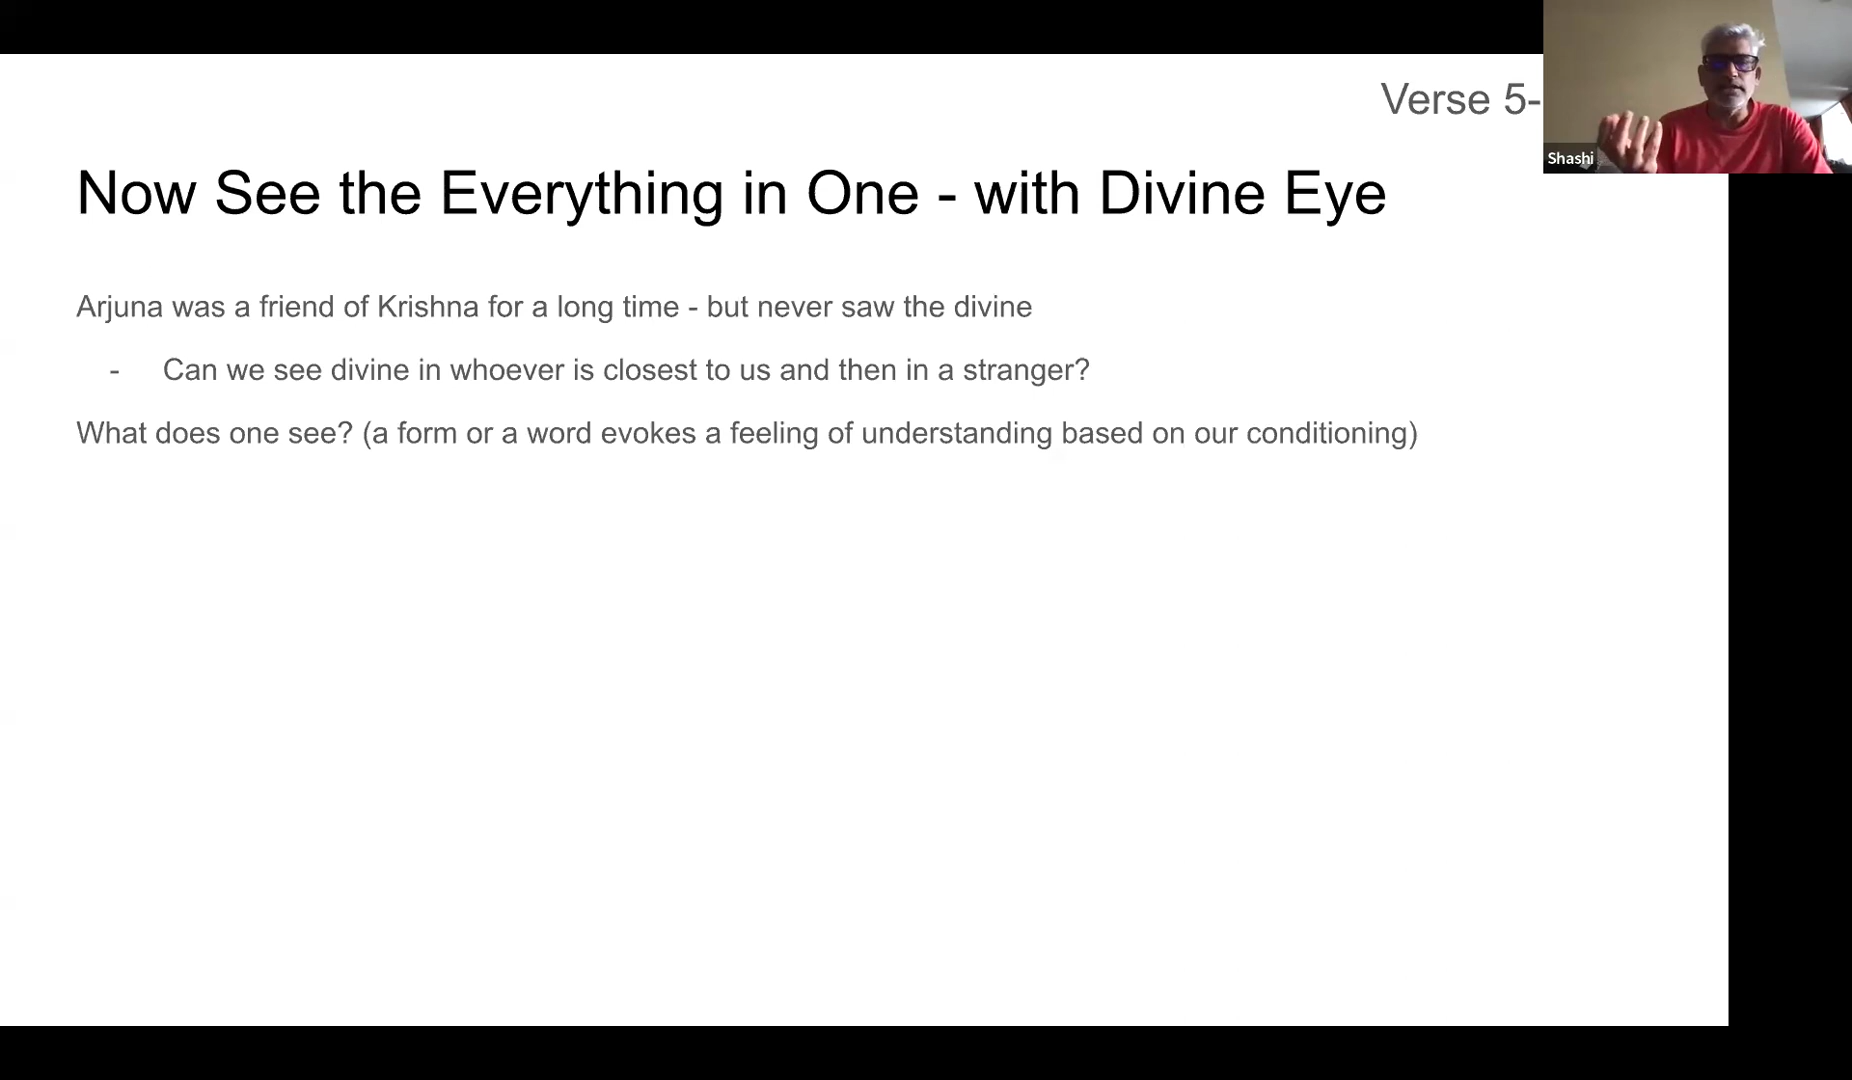 Verse 5-
Shashi
Now See the Everything in One - with Divine Eye
Arjuna was a friend of Krishna for a long time - but never saw the divine
- Can we see divine in whoever is closest to us and then in a stranger?
What does one see? (a form or a word evokes a feeling of understanding based on our conditioning)